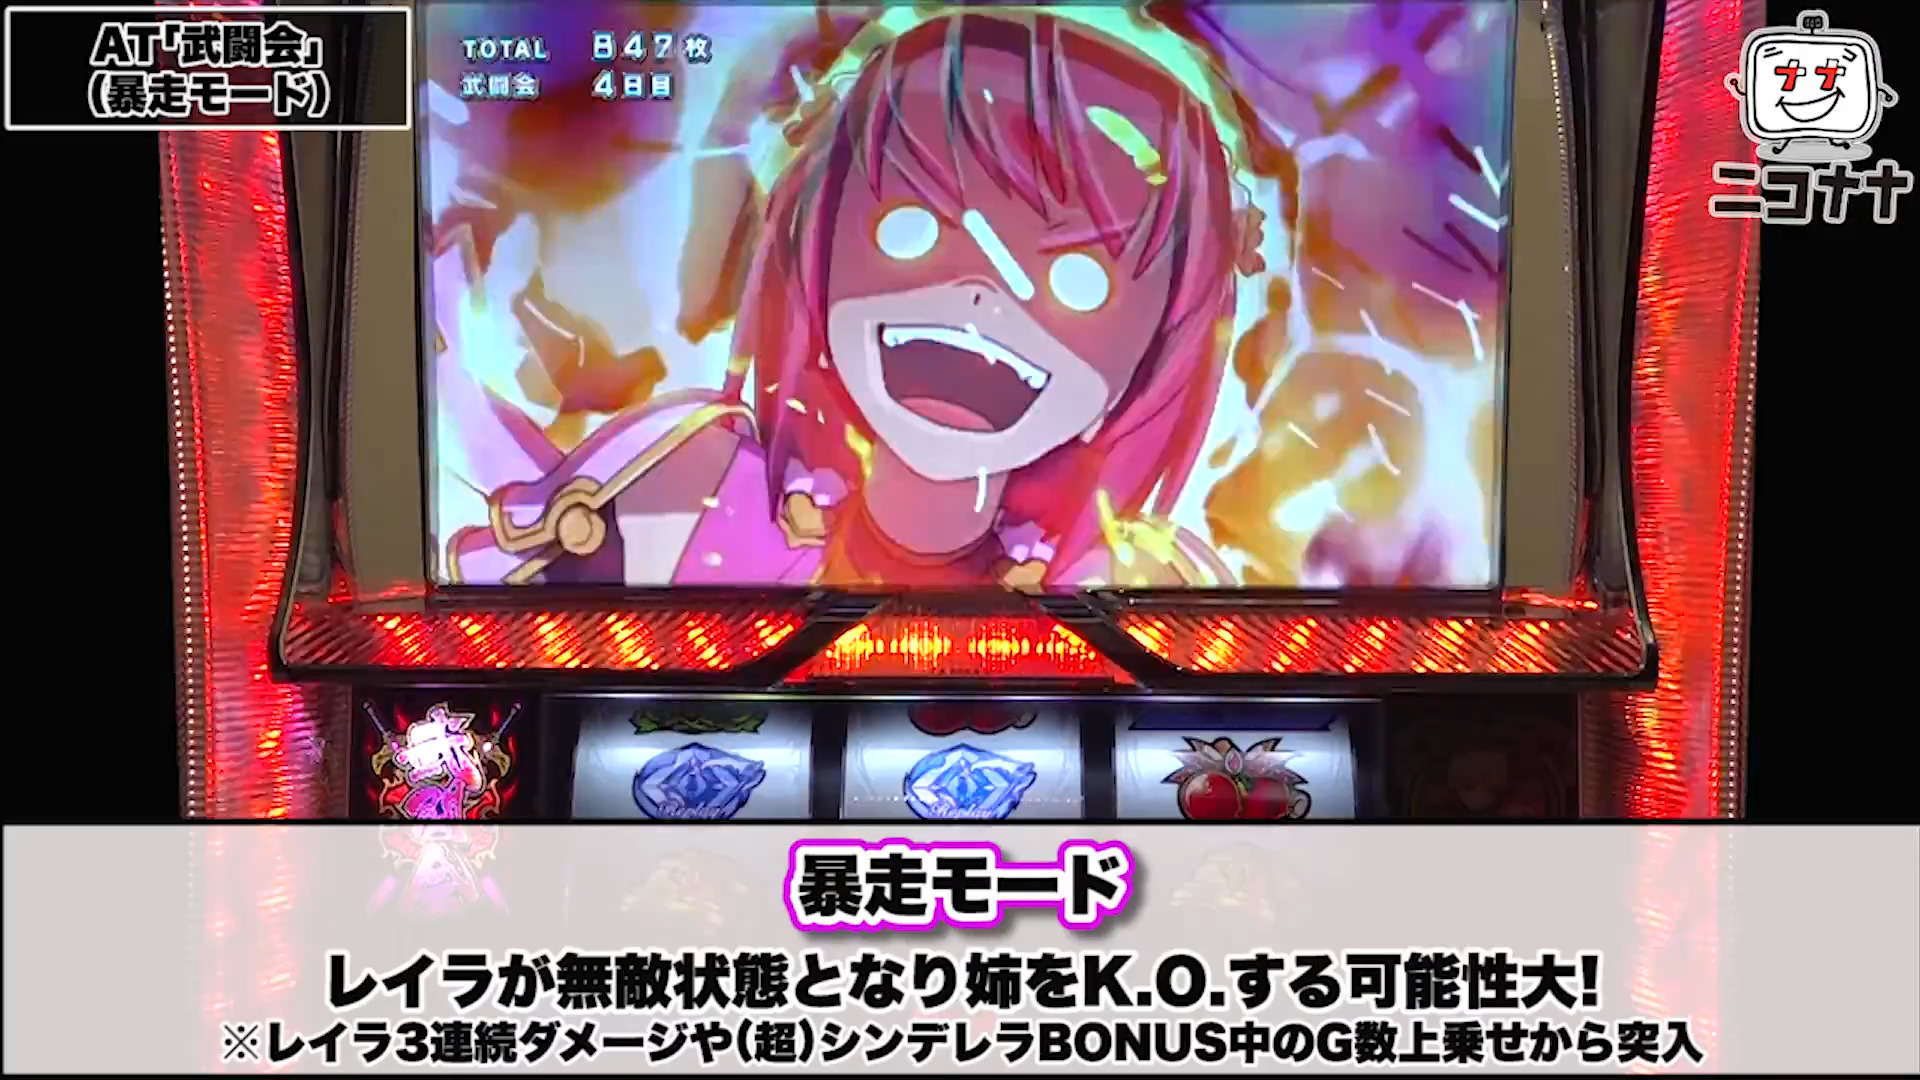 AT「武闘会」
(暴走モード)
TOTAL 847枚
武闘会 4日目
ニコナナ
Replay
Replay
暴走モード
レイラが無敵状態となり姉をK.O.する可能性大!
※レイラ3連続ダメージや(超)シンデレラBONUS中のG数上乗せから突入